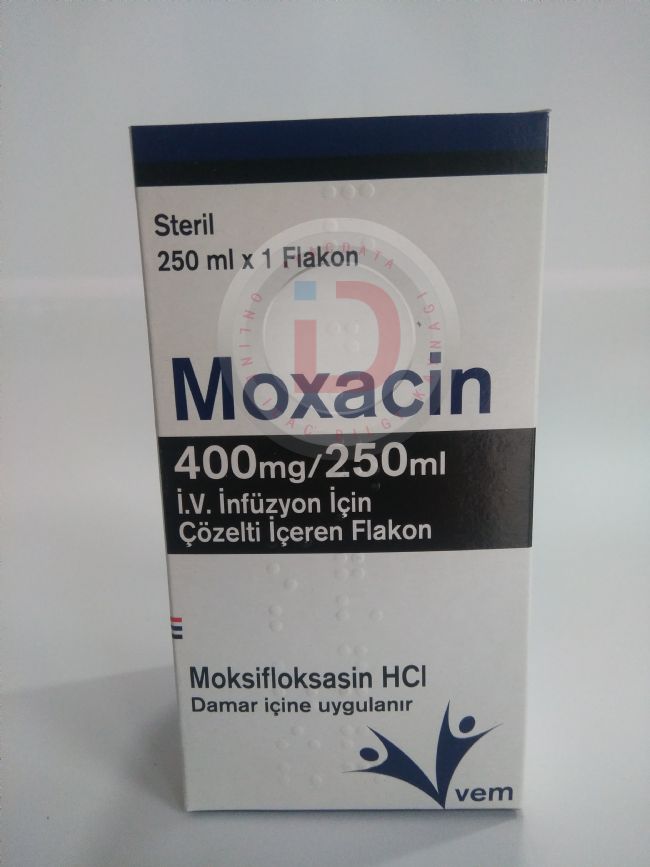 Steril
250 ml x 1 Flakon
Moxacin
400mg/250ml
İ.V. İnfüzyon İçin
Çözelti İçeren Flakon
Moksifloksasin HCl
Damar içine uygulanır
vem